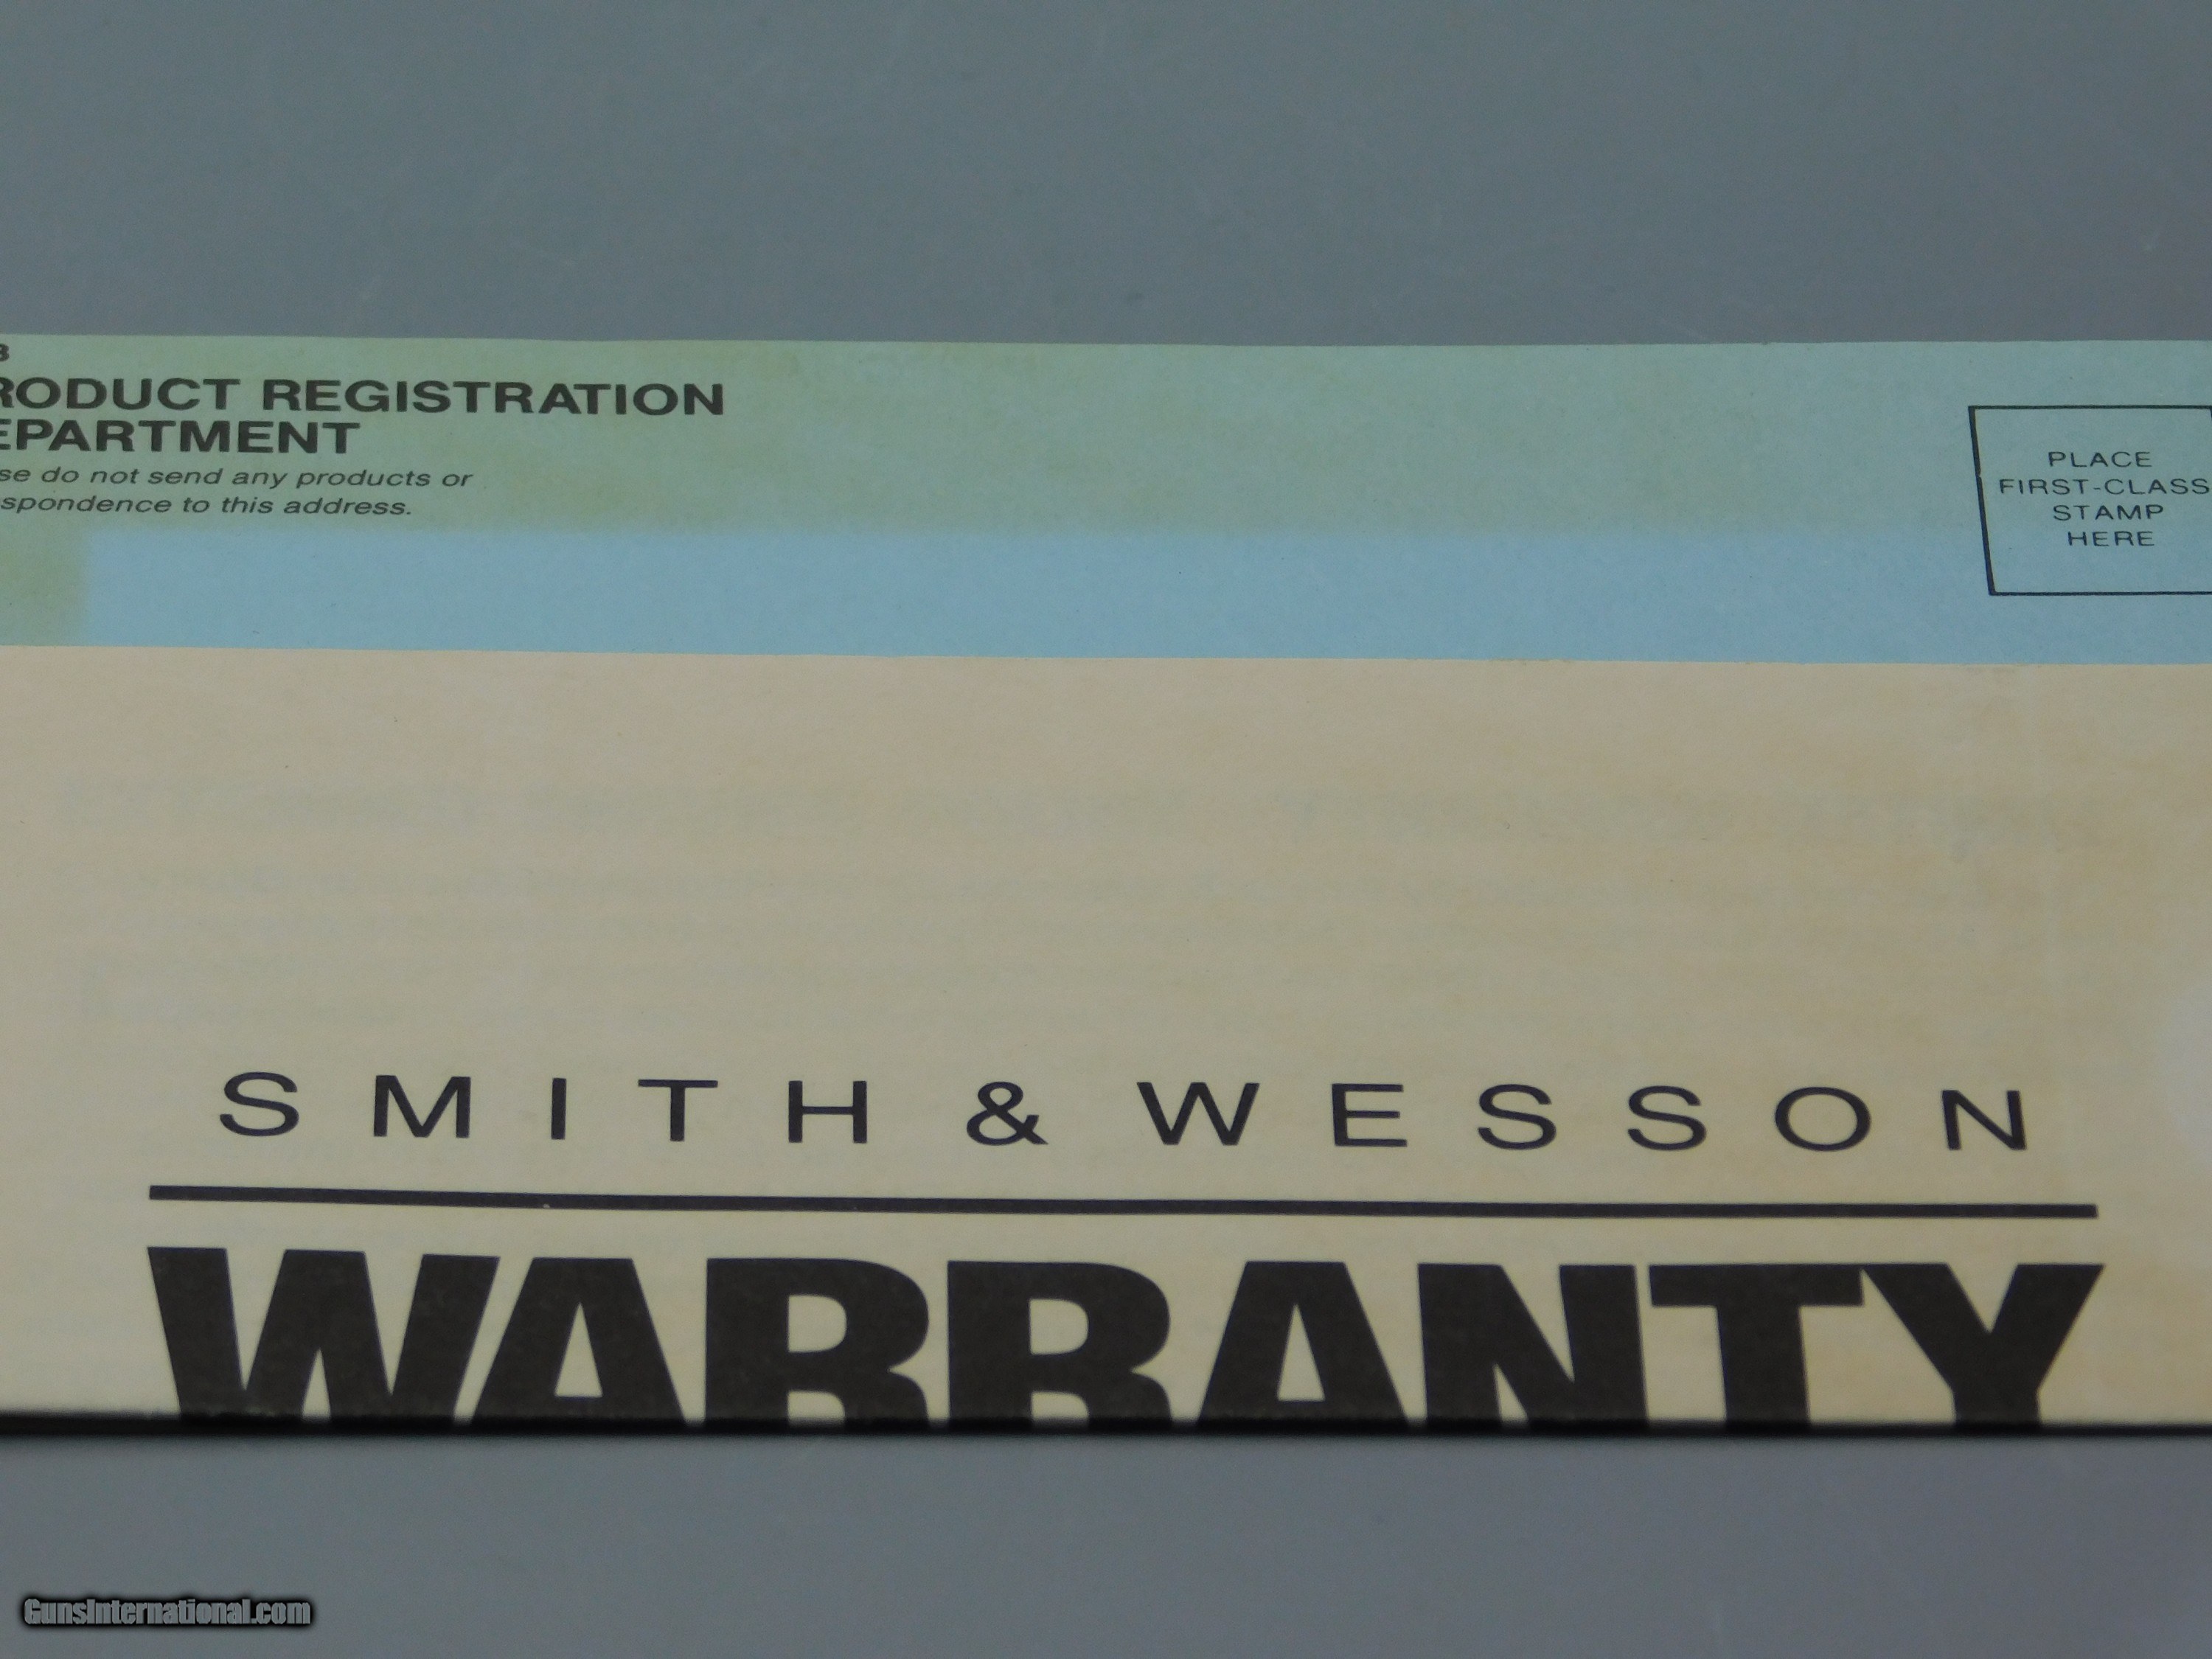 RODUCT REGISTRATION
EPARTMENT
se do not send any products or
spondence to this address.
PLACE
FIRST-CLASS
STAMP
HERE
SMITH & WESSON
WARRANTY
GunsInternational.com